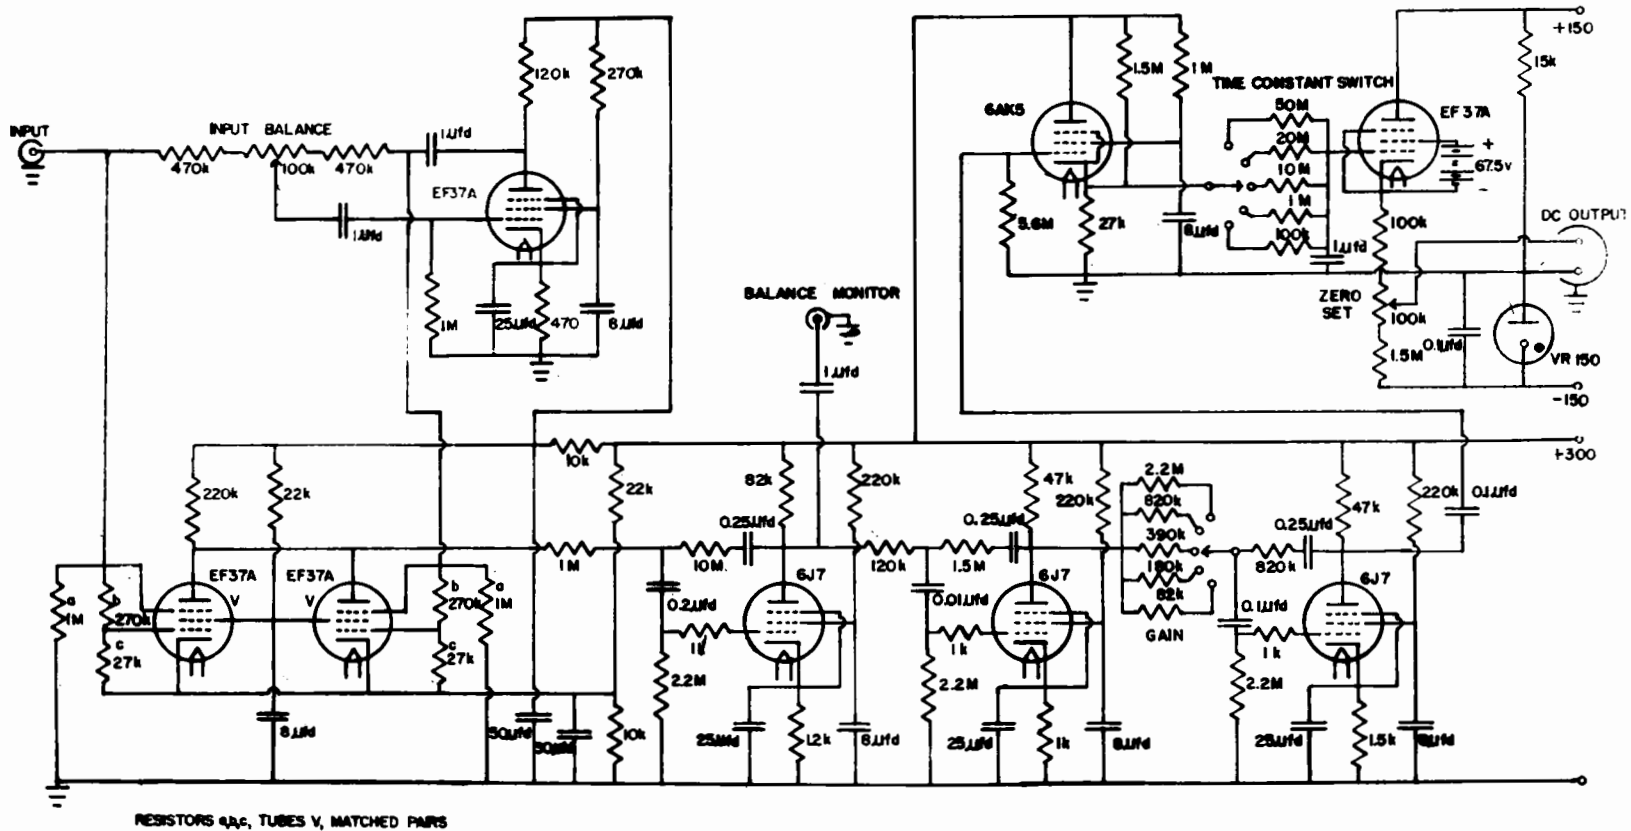 INPUT
INPUT BALANCE
470k
100k
470k
1µfd
1µfd
120k
270k
EF37A
1M
25µfd
470
8µfd
BALANCE MONITOR
1µfd
6AK5
1.5M
1M
5.6M
27k
8µfd
TIME CONSTANT SWITCH
50M
20M
10M
1M
100k
1µfd
EF37A
+
67.5v
-
100k
ZERO
SET
100k
1.5M
0.1µfd
15k
VR 150
+150
DC OUTPUT
-150
+300
10k
220k
22k
22k
EF37A
V
EF37A
V
a
1M
b
270k
c
27k
b
270k
a
1M
c
27k
8µfd
50µfd
50µfd
10k
1M
10M
0.25µfd
82k
220k
6J7
0.2µfd
1k
2.2M
25µfd
1.2k
8µfd
120k
1.5M
0.25µfd
47k
220k
6J7
0.01µfd
1k
2.2M
25µfd
1k
8µfd
2.2M
820k
390k
180k
82k
GAIN
820k
0.25µfd
47k
220k
0.1µfd
6J7
0.1µfd
1k
2.2M
25µfd
1.5k
8µfd
RESISTORS a,b,c, TUBES V, MATCHED PAIRS